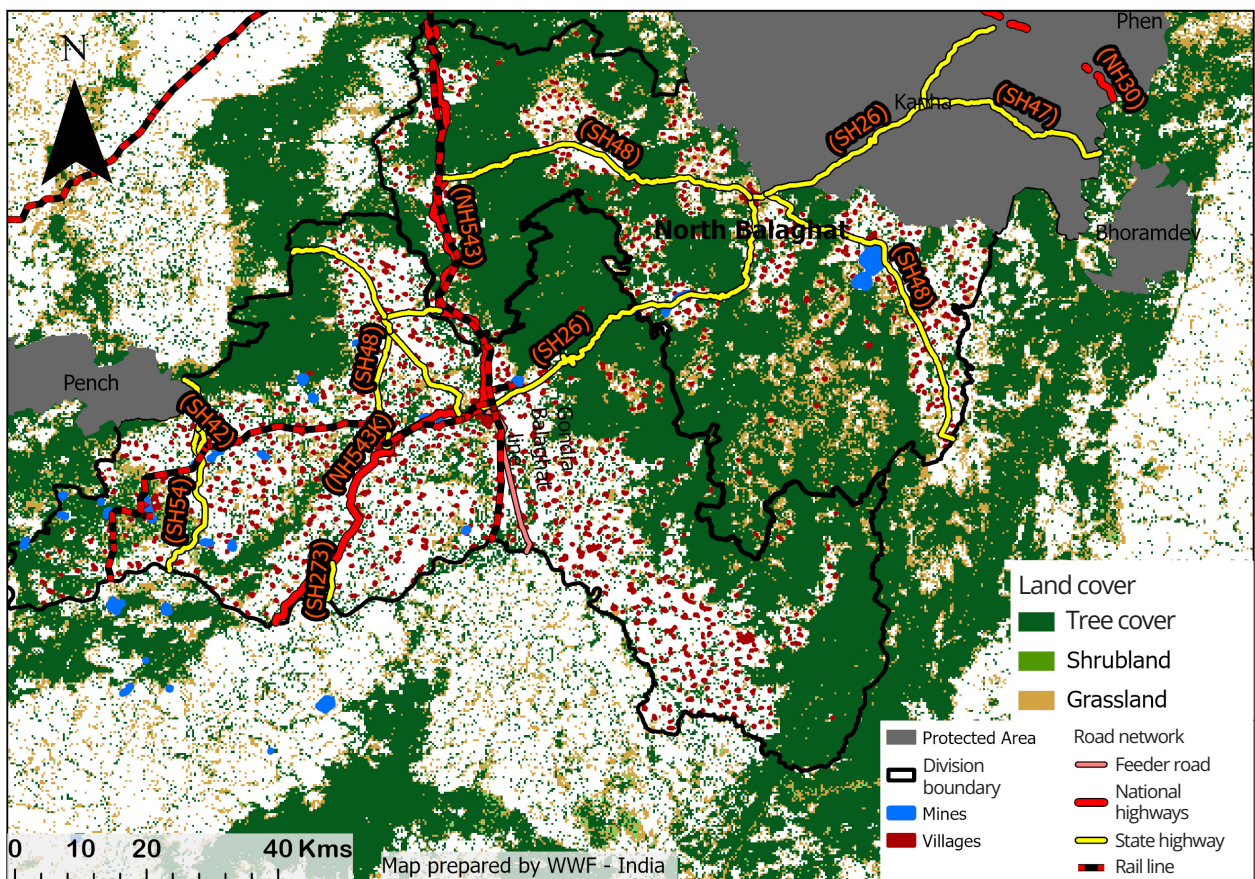 Phen
N
(NH30)
Kanha
(SH47)
(SH26)
(SH48)
(NH543)
North Balaghat
Bhoramdev
(SH48)
(SH26)
(SH48)
Pench
(SH42)
(NH543K)
Balaghat
(SH54)
(SH273)
Land cover
Tree cover
Shrubland
Grassland
Protected Area
Division
boundary
Mines
Villages
Road network
Feeder road
National
highways
State highway
Rail line
0 10 20 40 Kms
Map prepared by WWF - India